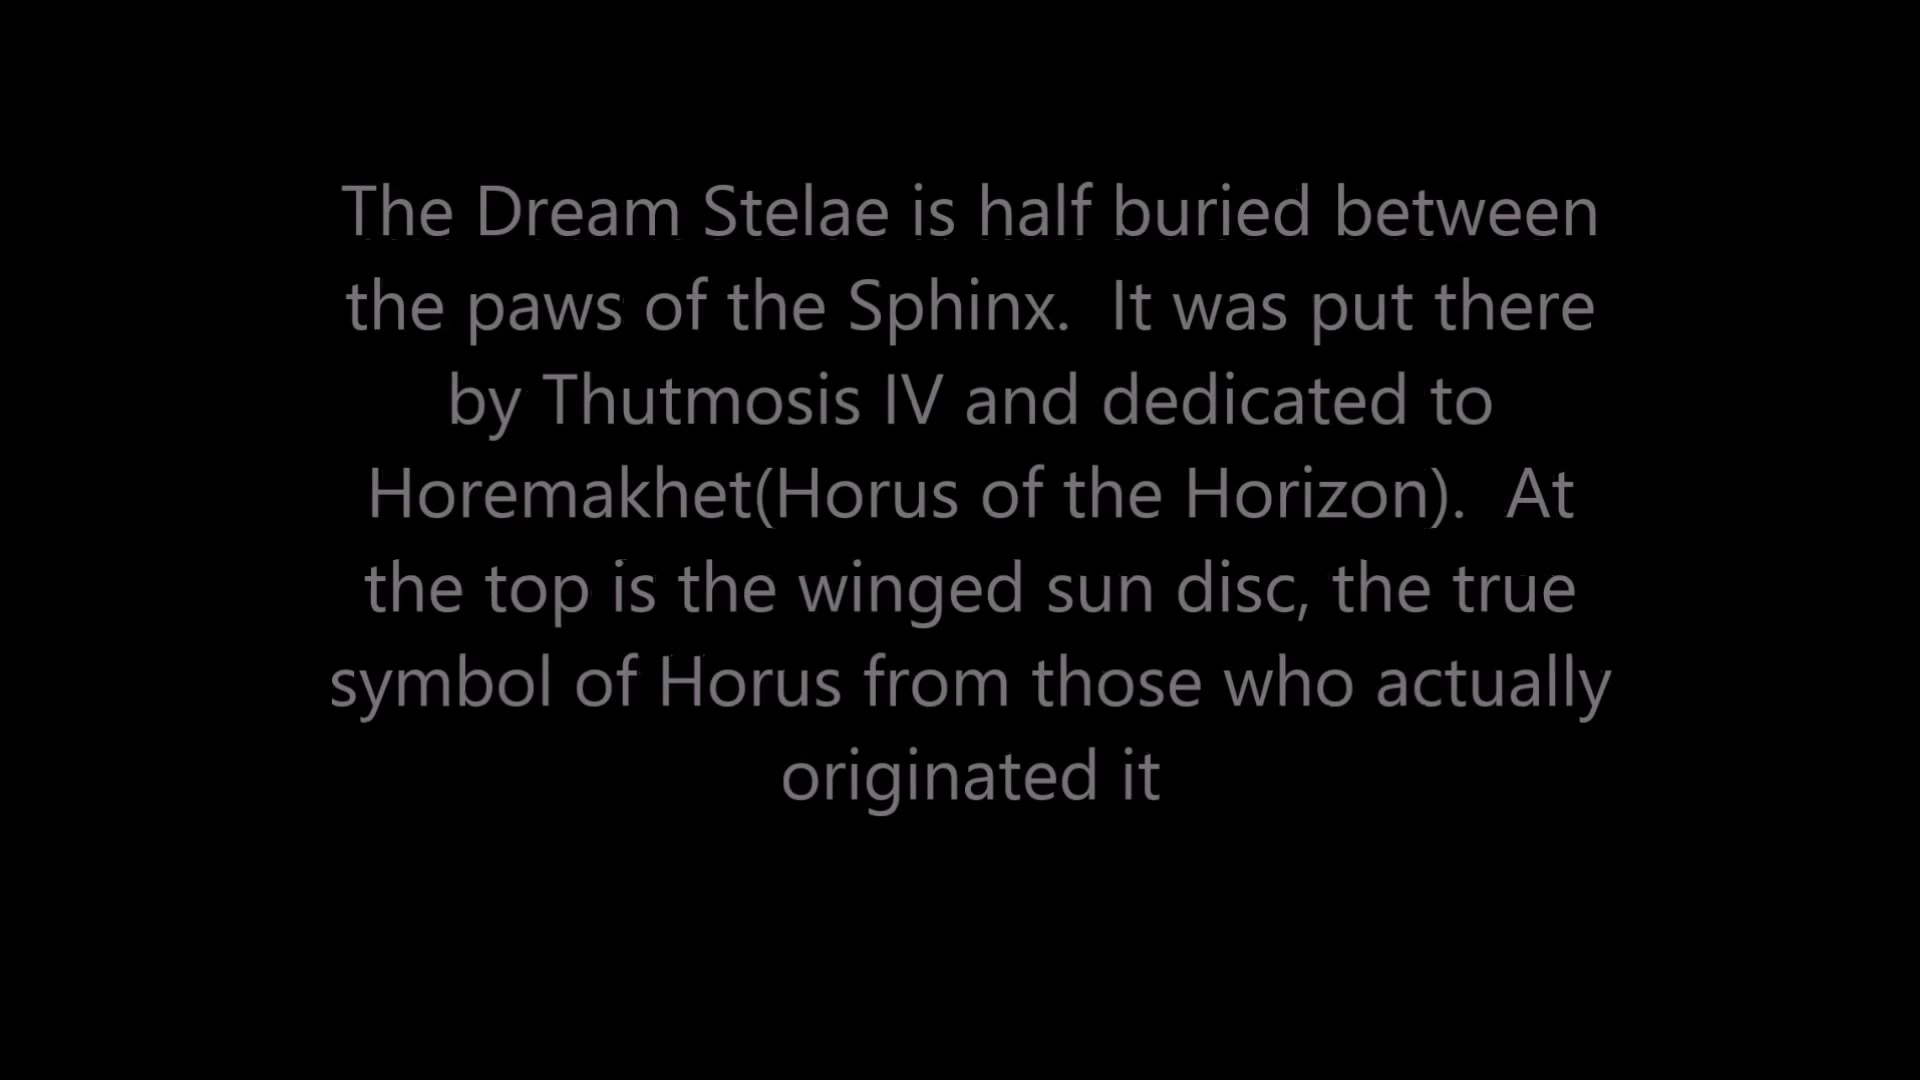 The Dream Stelae is half buried between
the paws of the Sphinx.  It was put there
by Thutmosis IV and dedicated to
Horemakhet(Horus of the Horizon).  At
the top is the winged sun disc, the true
symbol of Horus from those who actually
originated it